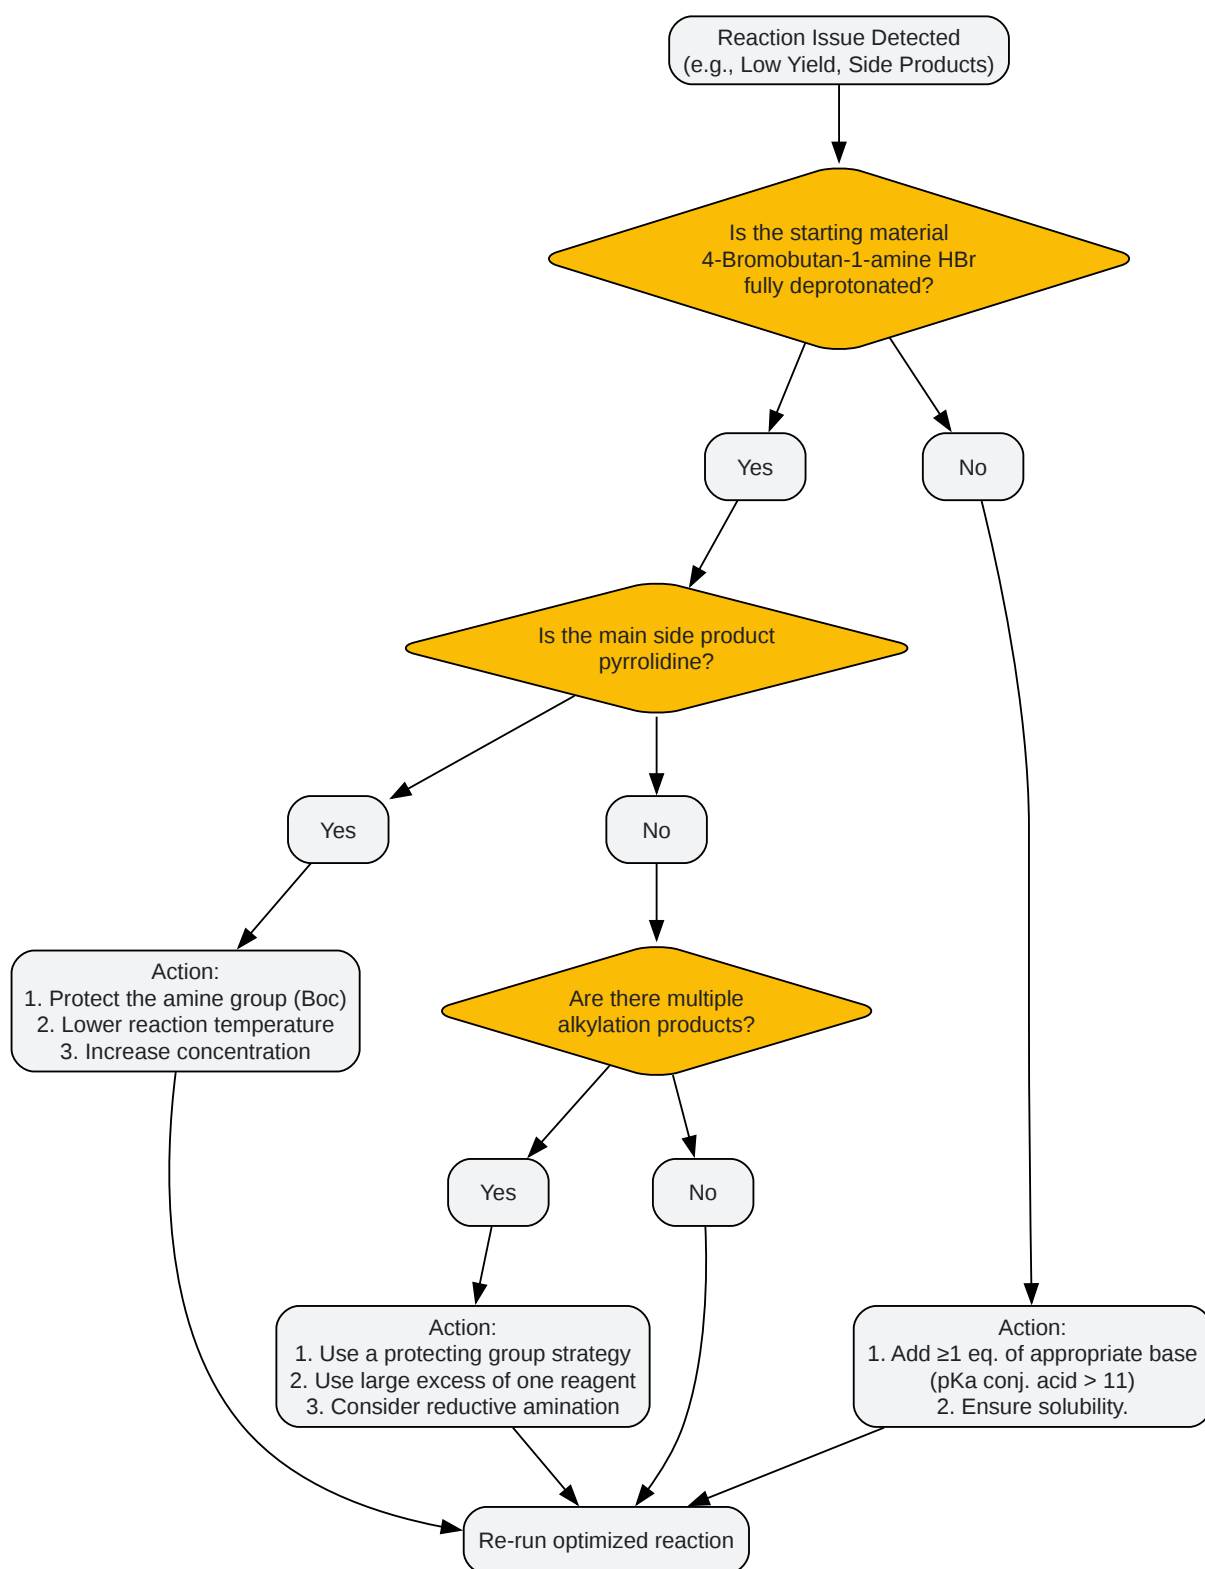 Reaction Issue Detected
(e.g., Low Yield, Side Products)
Is the starting material
4-Bromobutan-1-amine HBr
fully deprotonated?
Yes
No
Is the main side product
pyrrolidine?
Yes
No
Action:
1. Protect the amine group (Boc)
2. Lower reaction temperature
3. Increase concentration
Are there multiple
alkylation products?
Yes
No
Action:
1. Use a protecting group strategy
2. Use large excess of one reagent
3. Consider reductive amination
Action:
1. Add ≥1 eq. of appropriate base
(pKa conj. acid > 11)
2. Ensure solubility.
Re-run optimized reaction